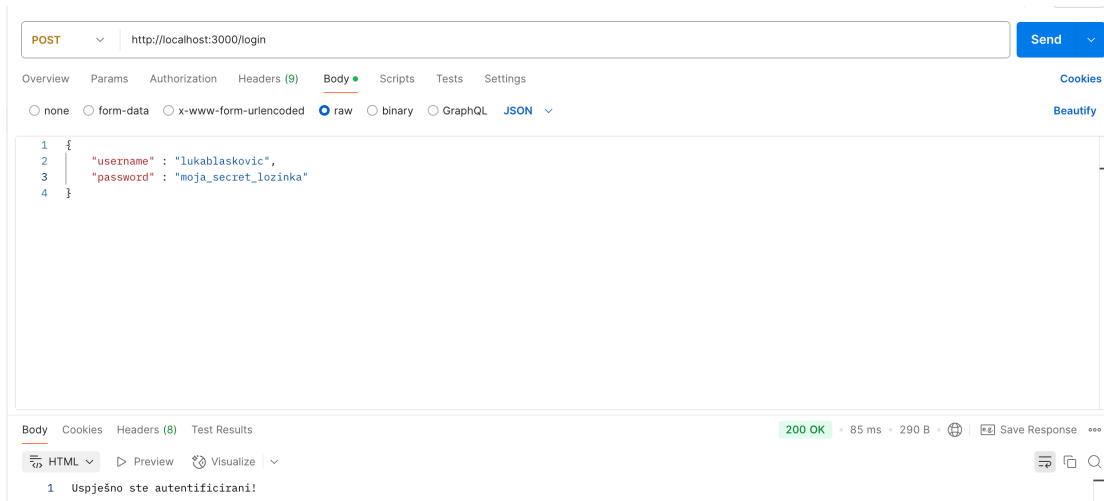 POST http://localhost:3000/login Send
Overview Params Authorization Headers (9) Body Scripts Tests Settings Cookies
none form-data x-www-form-urlencoded raw binary GraphQL JSON Beautify
1 {
2 "username" : "lukablaskovic",
3 "password" : "moja_secret_lozinka"
4 }
Body Cookies Headers (8) Test Results 200 OK 85 ms 290 B e.g. Save Response
HTML Preview Visualize
1 Uspješno ste autentificirani!